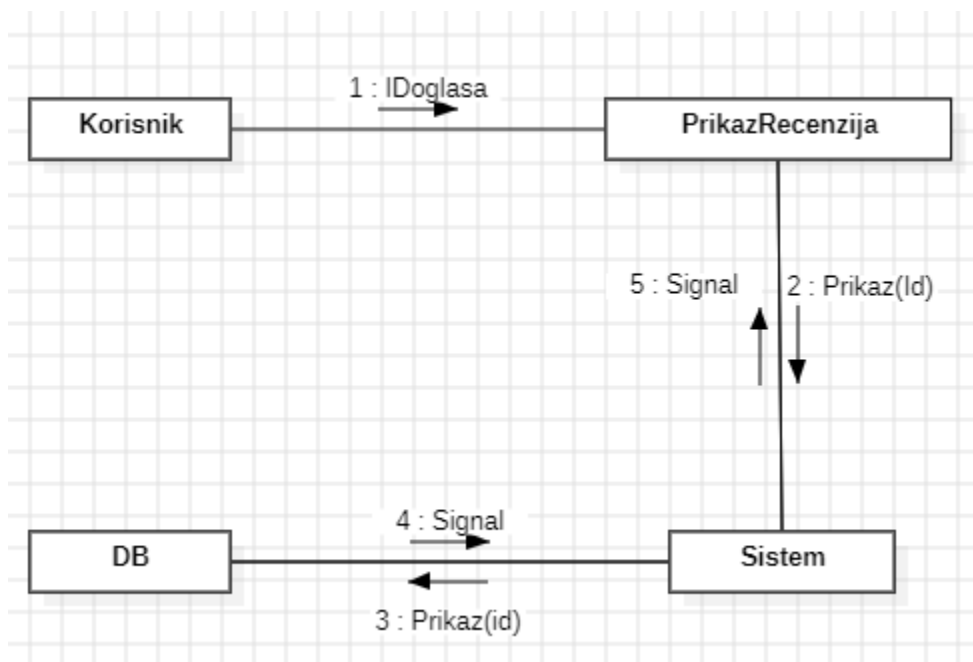 1 : IDoglasa
Korisnik
PrikazRecenzija
5 : Signal
2 : Prikaz(Id)
4 : Signal
DB
Sistem
3 : Prikaz(id)